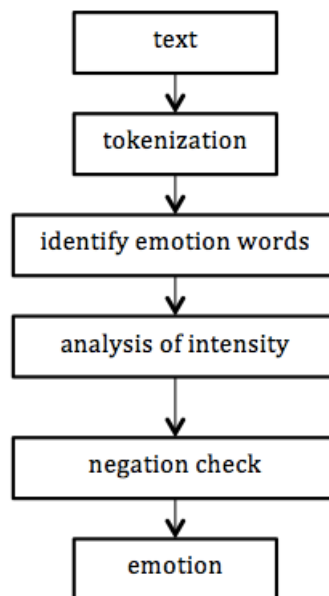 text
tokenization
identify emotion words
analysis of intensity
negation check
emotion